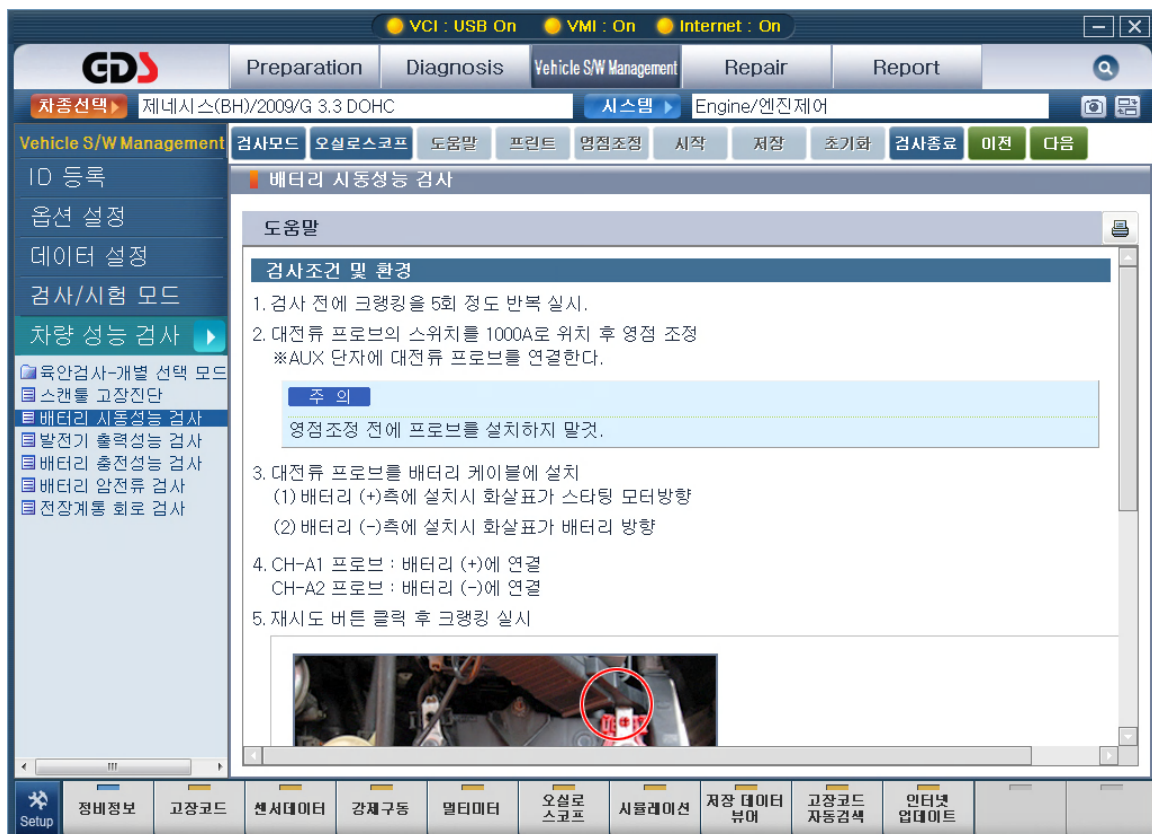 VCI : USB On VMI : On Internet : On
GDS Preparation Diagnosis Vehicle S/W Management Repair Report
차종선택 제네시스(BH)/2009/G 3.3 DOHC 시스템 Engine/엔진제어
Vehicle S/W Management
검사모드 오실로스코프 도움말 프린트 영점조정 시작 저장 초기화 검사종료 이전 다음
ID 등록
옵션 설정
데이터 설정
검사/시험 모드
차량 성능 검사
육안검사-개별 선택 모드
스캔툴 고장진단
배터리 시동성능 검사
발전기 출력성능 검사
배터리 충전성능 검사
배터리 암전류 검사
전장계통 회로 검사
배터리 시동성능 검사
도움말
검사조건 및 환경
1. 검사 전에 크랭킹을 5회 정도 반복 실시.
2. 대전류 프로브의 스위치를 1000A로 위치 후 영점 조정
※AUX 단자에 대전류 프로브를 연결한다.
주 의
영점조정 전에 프로브를 설치하지 말것.
3. 대전류 프로브를 배터리 케이블에 설치
(1) 배터리 (+)측에 설치시 화살표가 스타팅 모터방향
(2) 배터리 (-)측에 설치시 화살표가 배터리 방향
4. CH-A1 프로브 : 배터리 (+)에 연결
CH-A2 프로브 : 배터리 (-)에 연결
5. 재시도 버튼 클릭 후 크랭킹 실시
Setup 정비정보 고장코드 센서데이터 강제구동 멀티미터 오실로 시뮬레이션 저장 데이터 고장코드 인터넷
스코프 뷰어 자동검색 업데이트